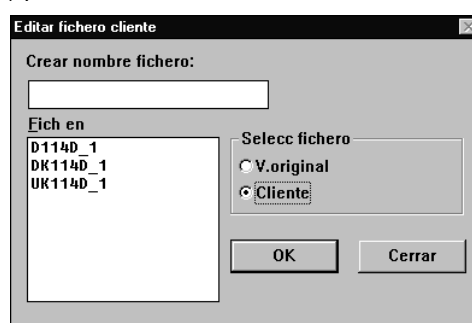 Editar fichero cliente
Crear nombre fichero:
Fich en
D114D_1
DK114D_1
UK114D_1
Selecc fichero
V.original
Cliente
OK
Cerrar